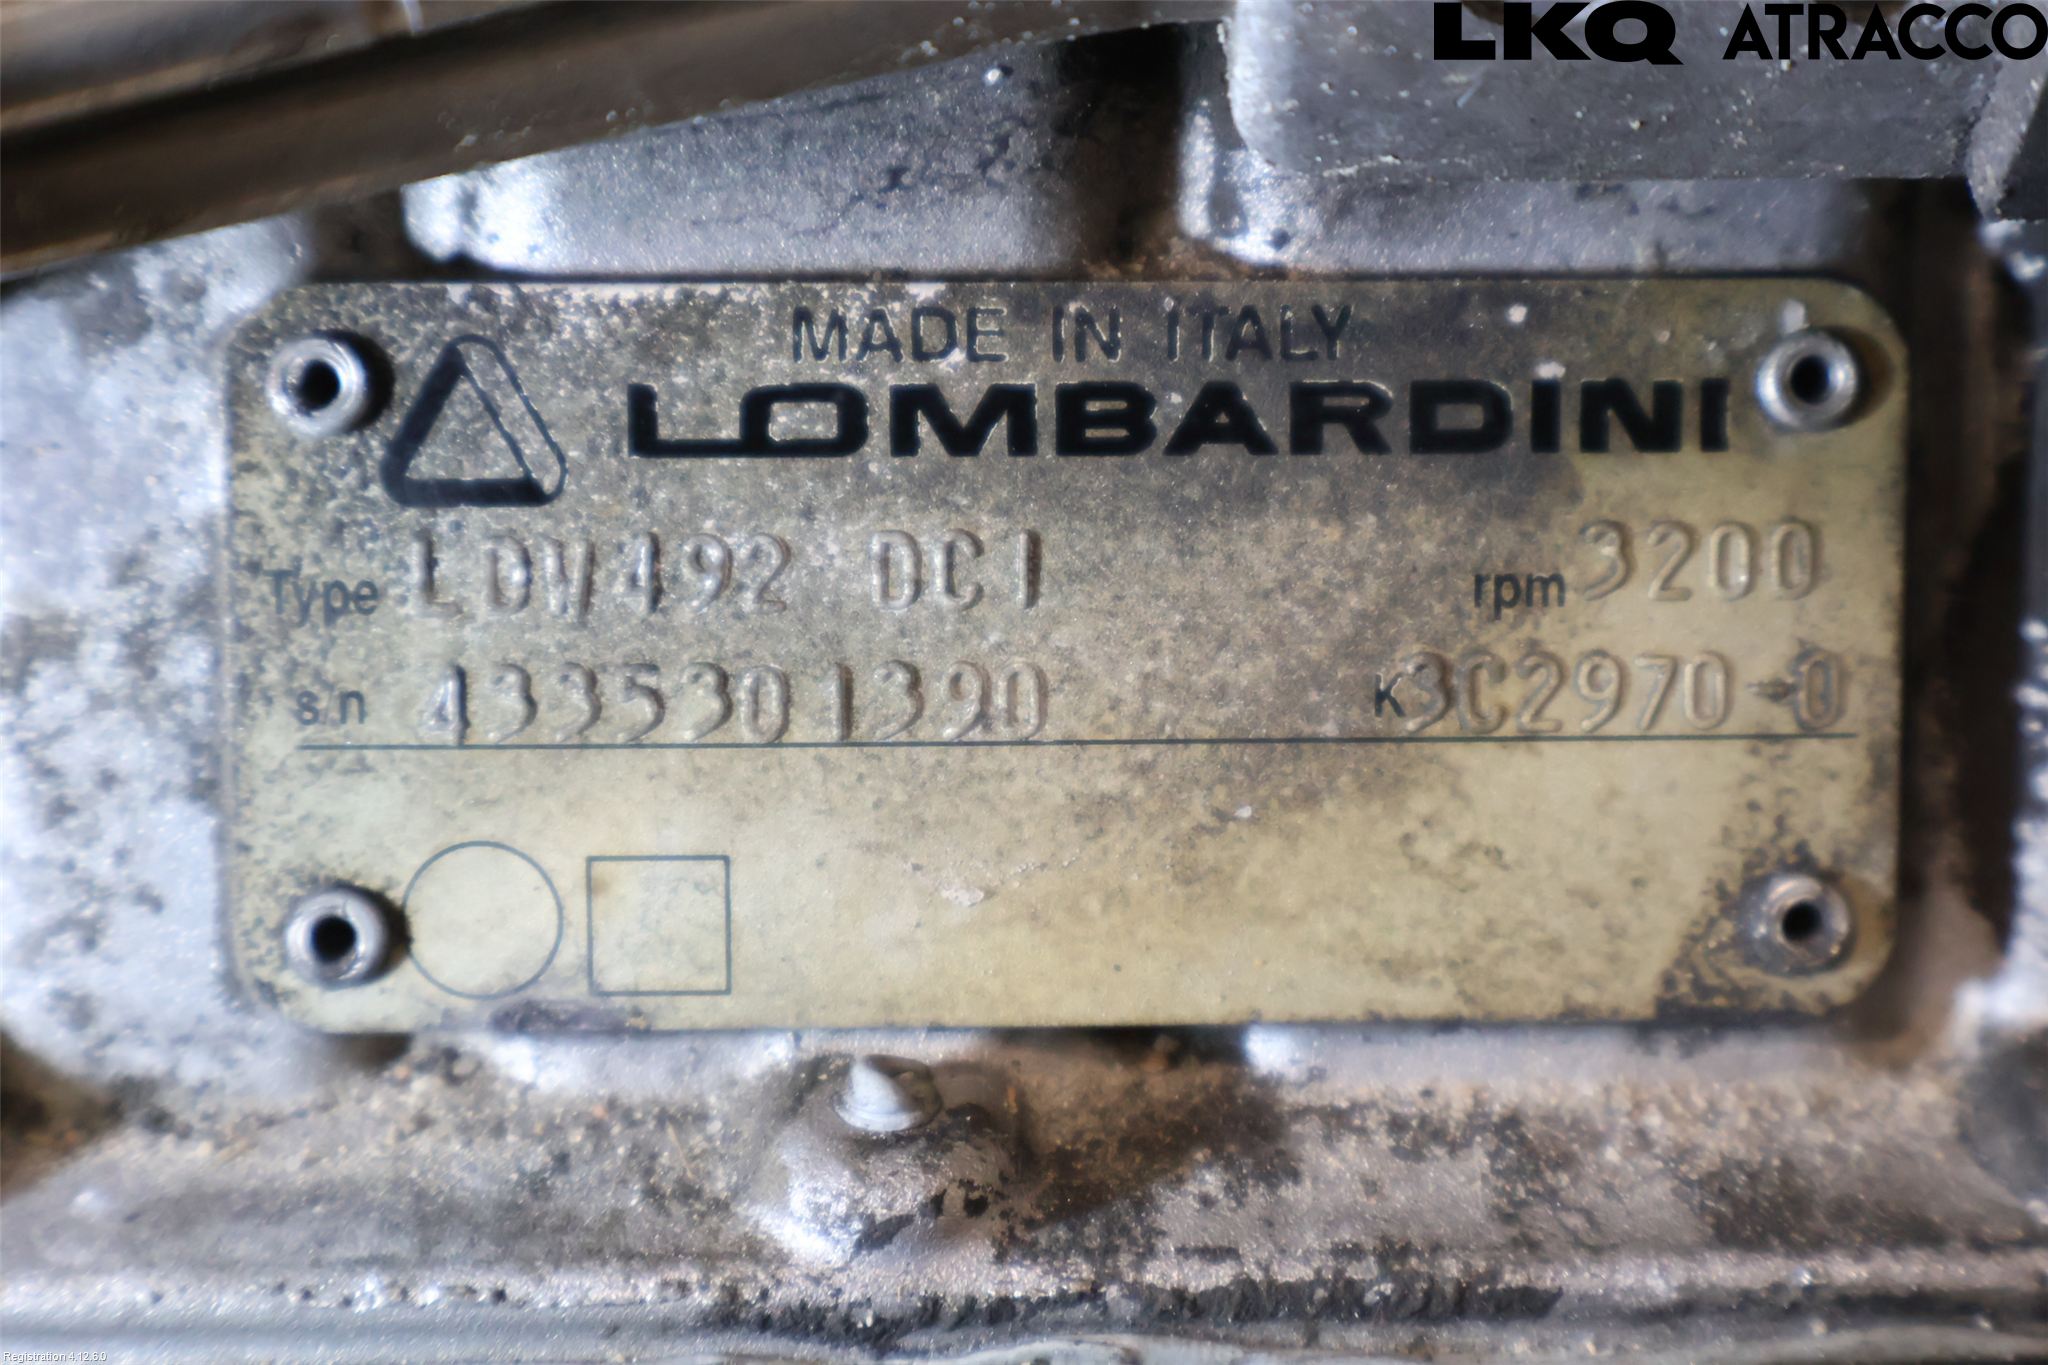 LKQ ATRACCO
MADE IN ITALY
LOMBARDINI
Type LDW492 DCI rpm 3200
s/n 4335301390 K3C2970-0
Registration 4.12.6.0